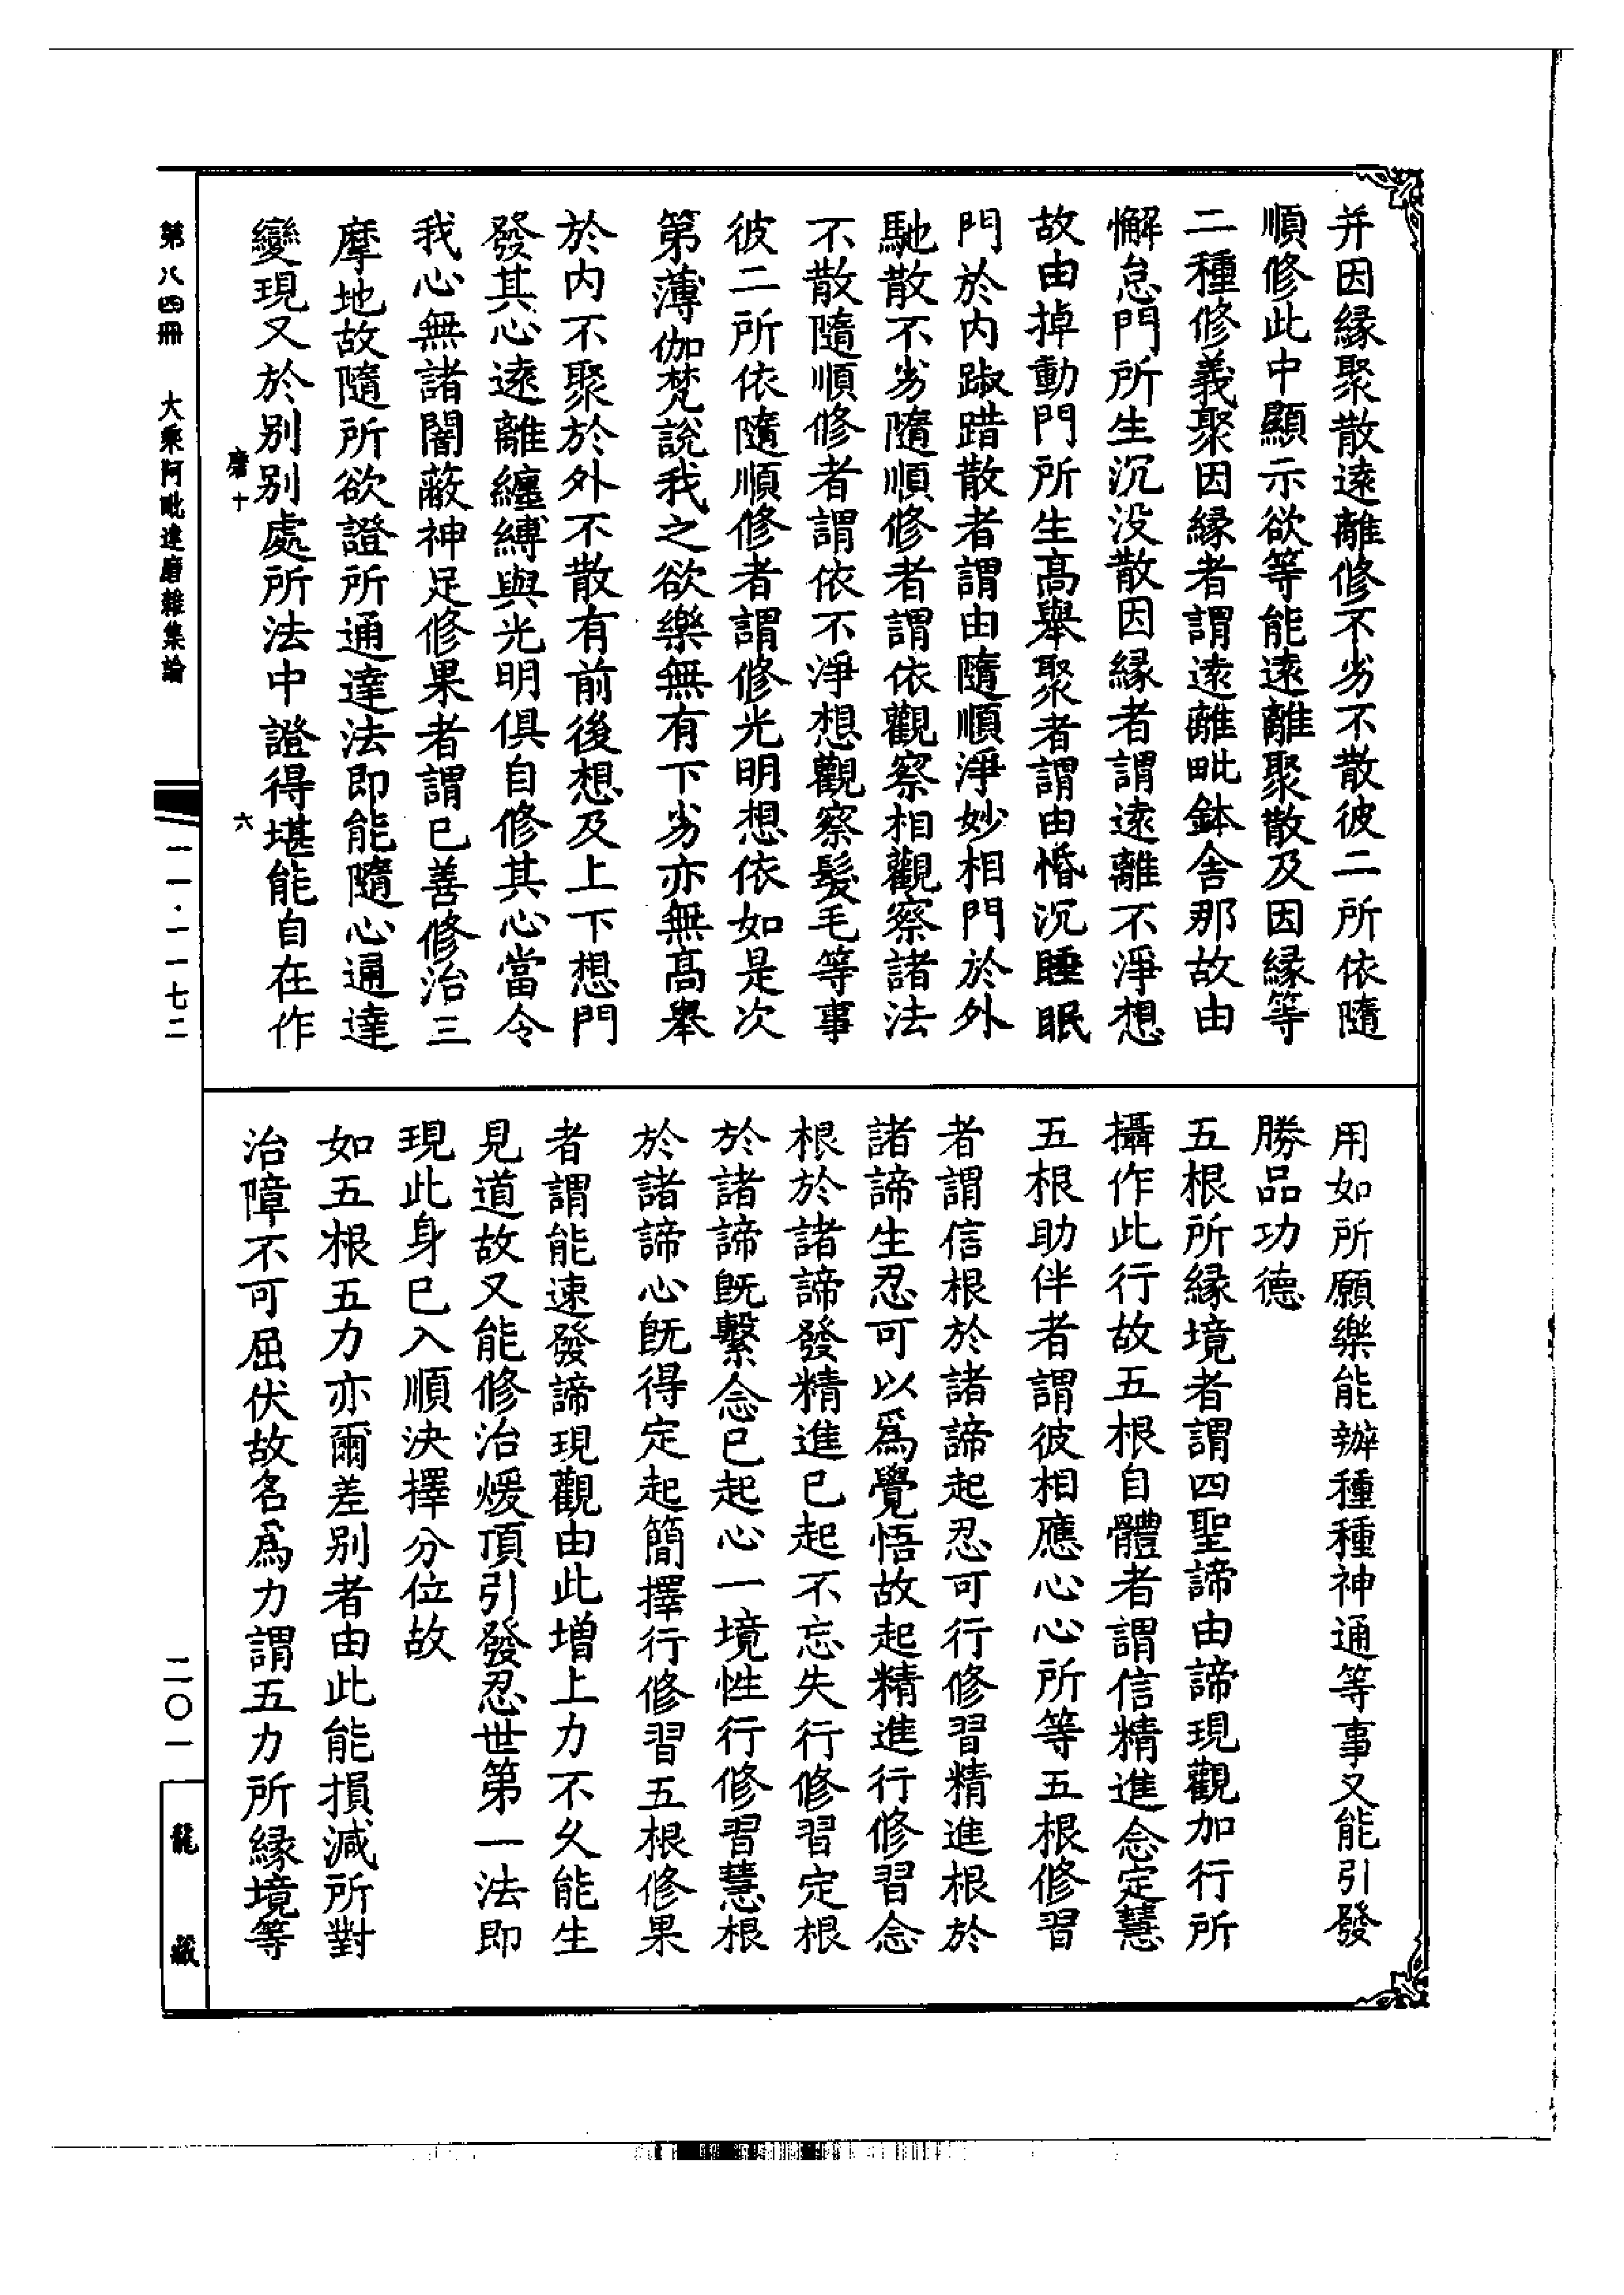 并因緣聚散遠離修不劣不散彼二所依隨
順修此中顯示欲等能遠離聚散及因緣等
二種修義聚因緣者謂遠離毗鉢舍那故由
懈怠門所生沉没散因緣者謂遠離不淨想
故由掉動門所生高舉聚者謂由惛沉睡眠
門於内踧踖散者謂由隨順淨妙相門於外
馳散不劣隨順修者謂依觀察相觀察諸法
不散隨順修者謂依不淨想觀察髮毛等事
彼二所依隨順修者謂修光明想依如是次
第薄伽梵說我之欲樂無有下劣亦無高舉
於内不聚於外不散有前後想及上下想門
發其心遠離纏縛與光明俱自修其心當令
我心無諸闇蔽神足修果者謂已善修治三
摩地故隨所欲證所通達法即能隨心通達
變現又於別別處所法中證得堪能自在作
用如所願樂能辦種種神通等事又能引發
勝品功德
五根所緣境者謂四聖諦由諦現觀加行所
攝作此行故五根自體者謂信精進念定慧
五根助伴者謂彼相應心心所等五根修習
者謂信根於諸諦起忍可行修習精進根於
諸諦生忍可以爲覺悟故起精進行修習念
根於諸諦發精進已起不忘失行修習定根
於諸諦既繫念已起心一境性行修習慧根
於諸諦心既得定起簡擇行修習五根修果
者謂能速發諦現觀由此增上力不久能生
見道故又能修治煖頂引發忍世第一法即
現此身已入順決擇分位故
如五根五力亦爾差別者由此能損減所對
治障不可屈伏故名爲力謂五力所緣境等
磨十
六
第八四冊 大乘阿毗達磨雜集論
一一·一一七二
二〇一
龍藏